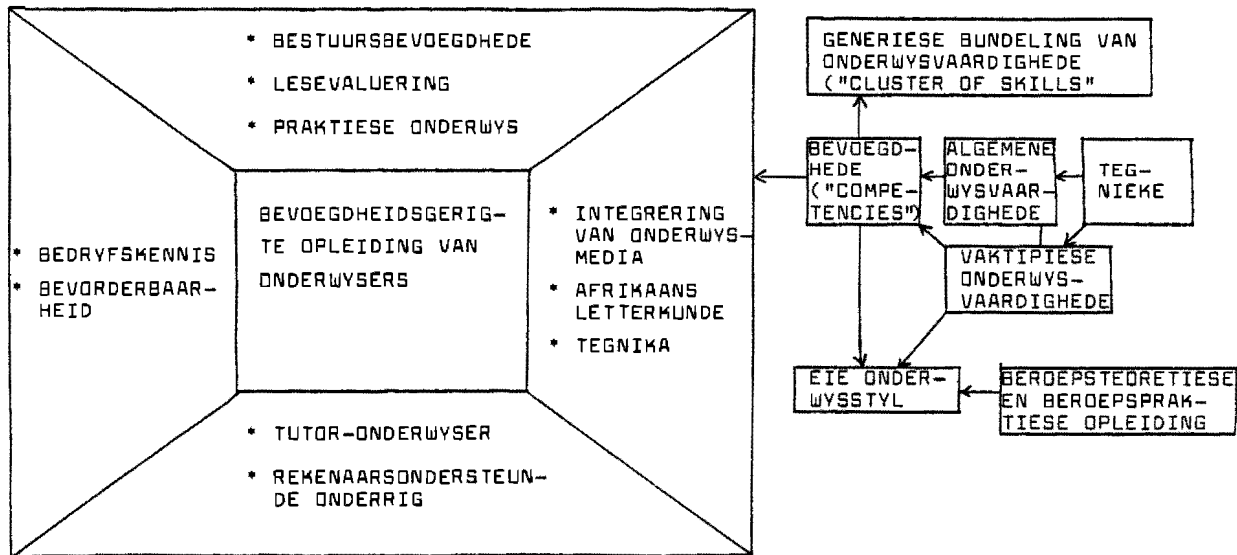 * BESTUURSBEVOEGDHEDE
* LESEVALUERING
* PRAKTIESE ONDERWYS
BEVOEGDHEIDSGERIG-
TE OPLEIDING VAN
ONDERWYSERS
* BEDRYFSKENNIS
* BEVORDERBAAR-
HEID
* INTEGRERING
VAN ONDERWYS-
MEDIA
* AFRIKAANS
LETTERKUNDE
* TEGNIKA
* TUTOR-ONDERWYSER
* REKENAARSONDERSTEUN-
DE ONDERRIG
GENERIESE BUNDELING VAN
ONDERWYSVAARDIGHEDE
("CLUSTER OF SKILLS"
BEVOEGD-
HEDE
("COMPE-
TENCIES")
ALGEMENE
ONDER-
WYSVAAR-
DIGHEDE
TEG-
NIEKE
VAKTIPIESE
ONDERWYS-
VAARDIGHEDE
EIE ONDER-
WYSSTYL
BEROEPSTEORETIESE
EN BEROEPSPRAK-
TIESE OPLEIDING